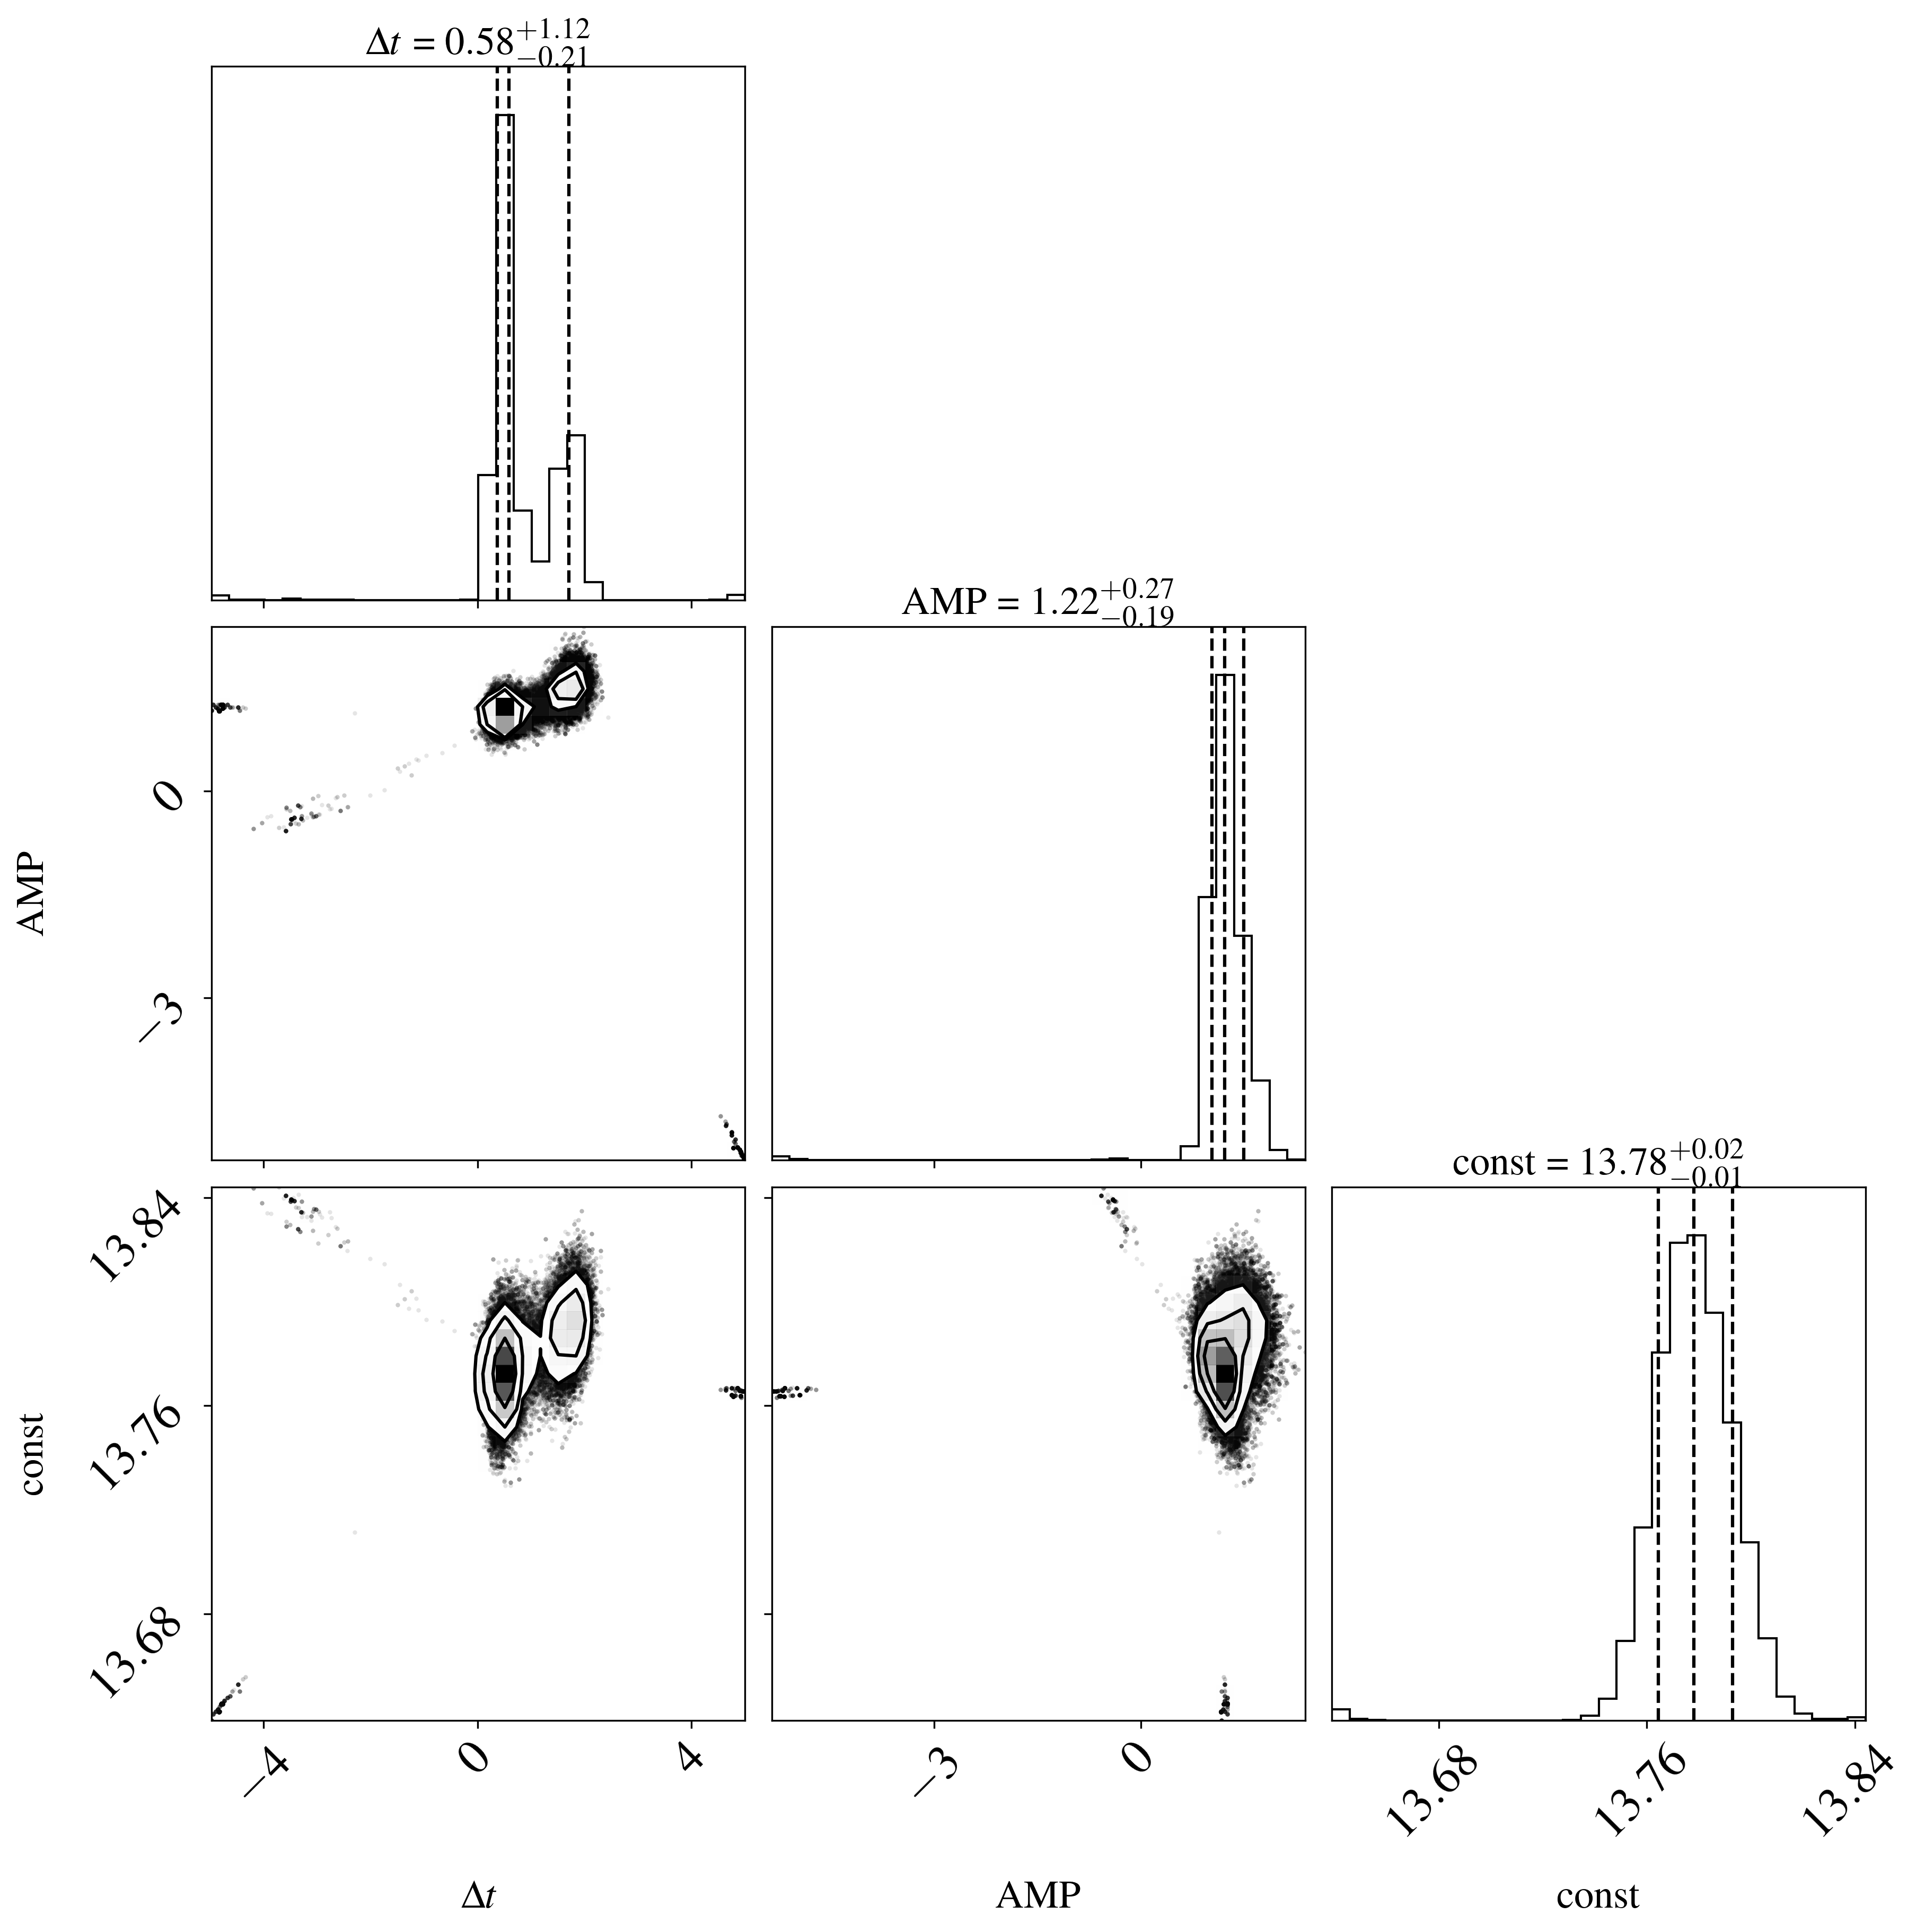 Δt = 0.58+1.12−0.21
AMP = 1.22+0.27−0.19
0
−3
AMP
const = 13.78+0.02−0.01
13.84
13.76
13.68
const
−4 0 4
−3 0
13.68 13.76 13.84
Δt
AMP
const